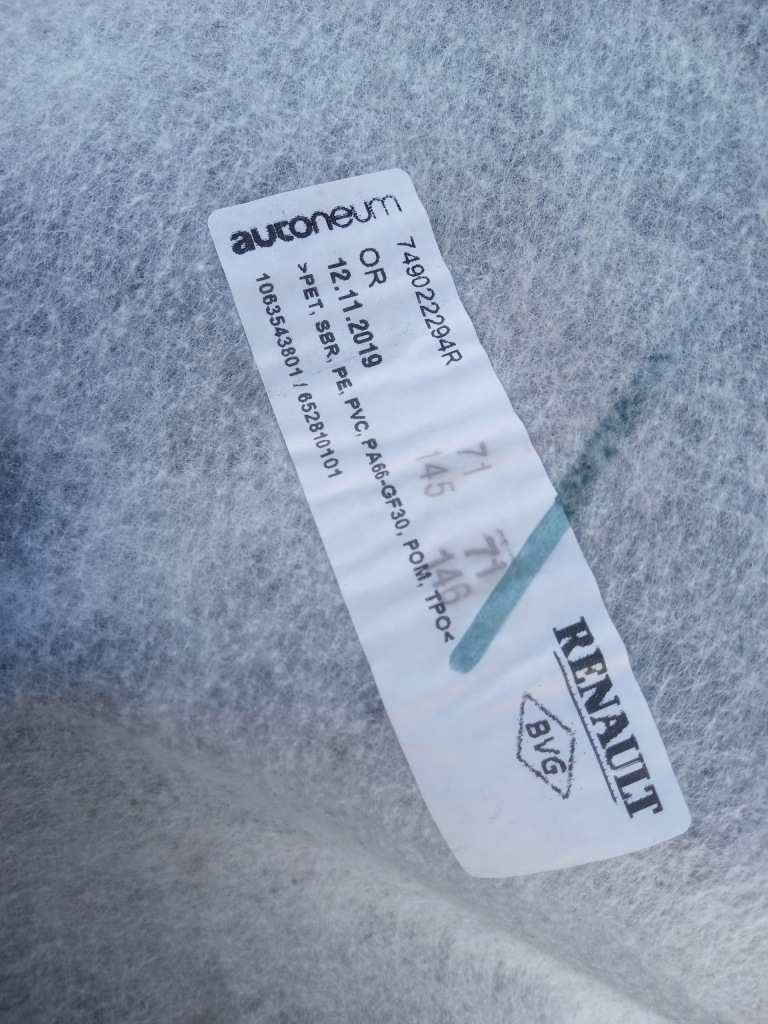 autoneum
749022294R
OR
12.11.2019
>PET, SBR, PE, PVC, PA66-GF30, POM, TPO<
1063543801 / 652810101
71 71
145 146
RENAULT
BVG